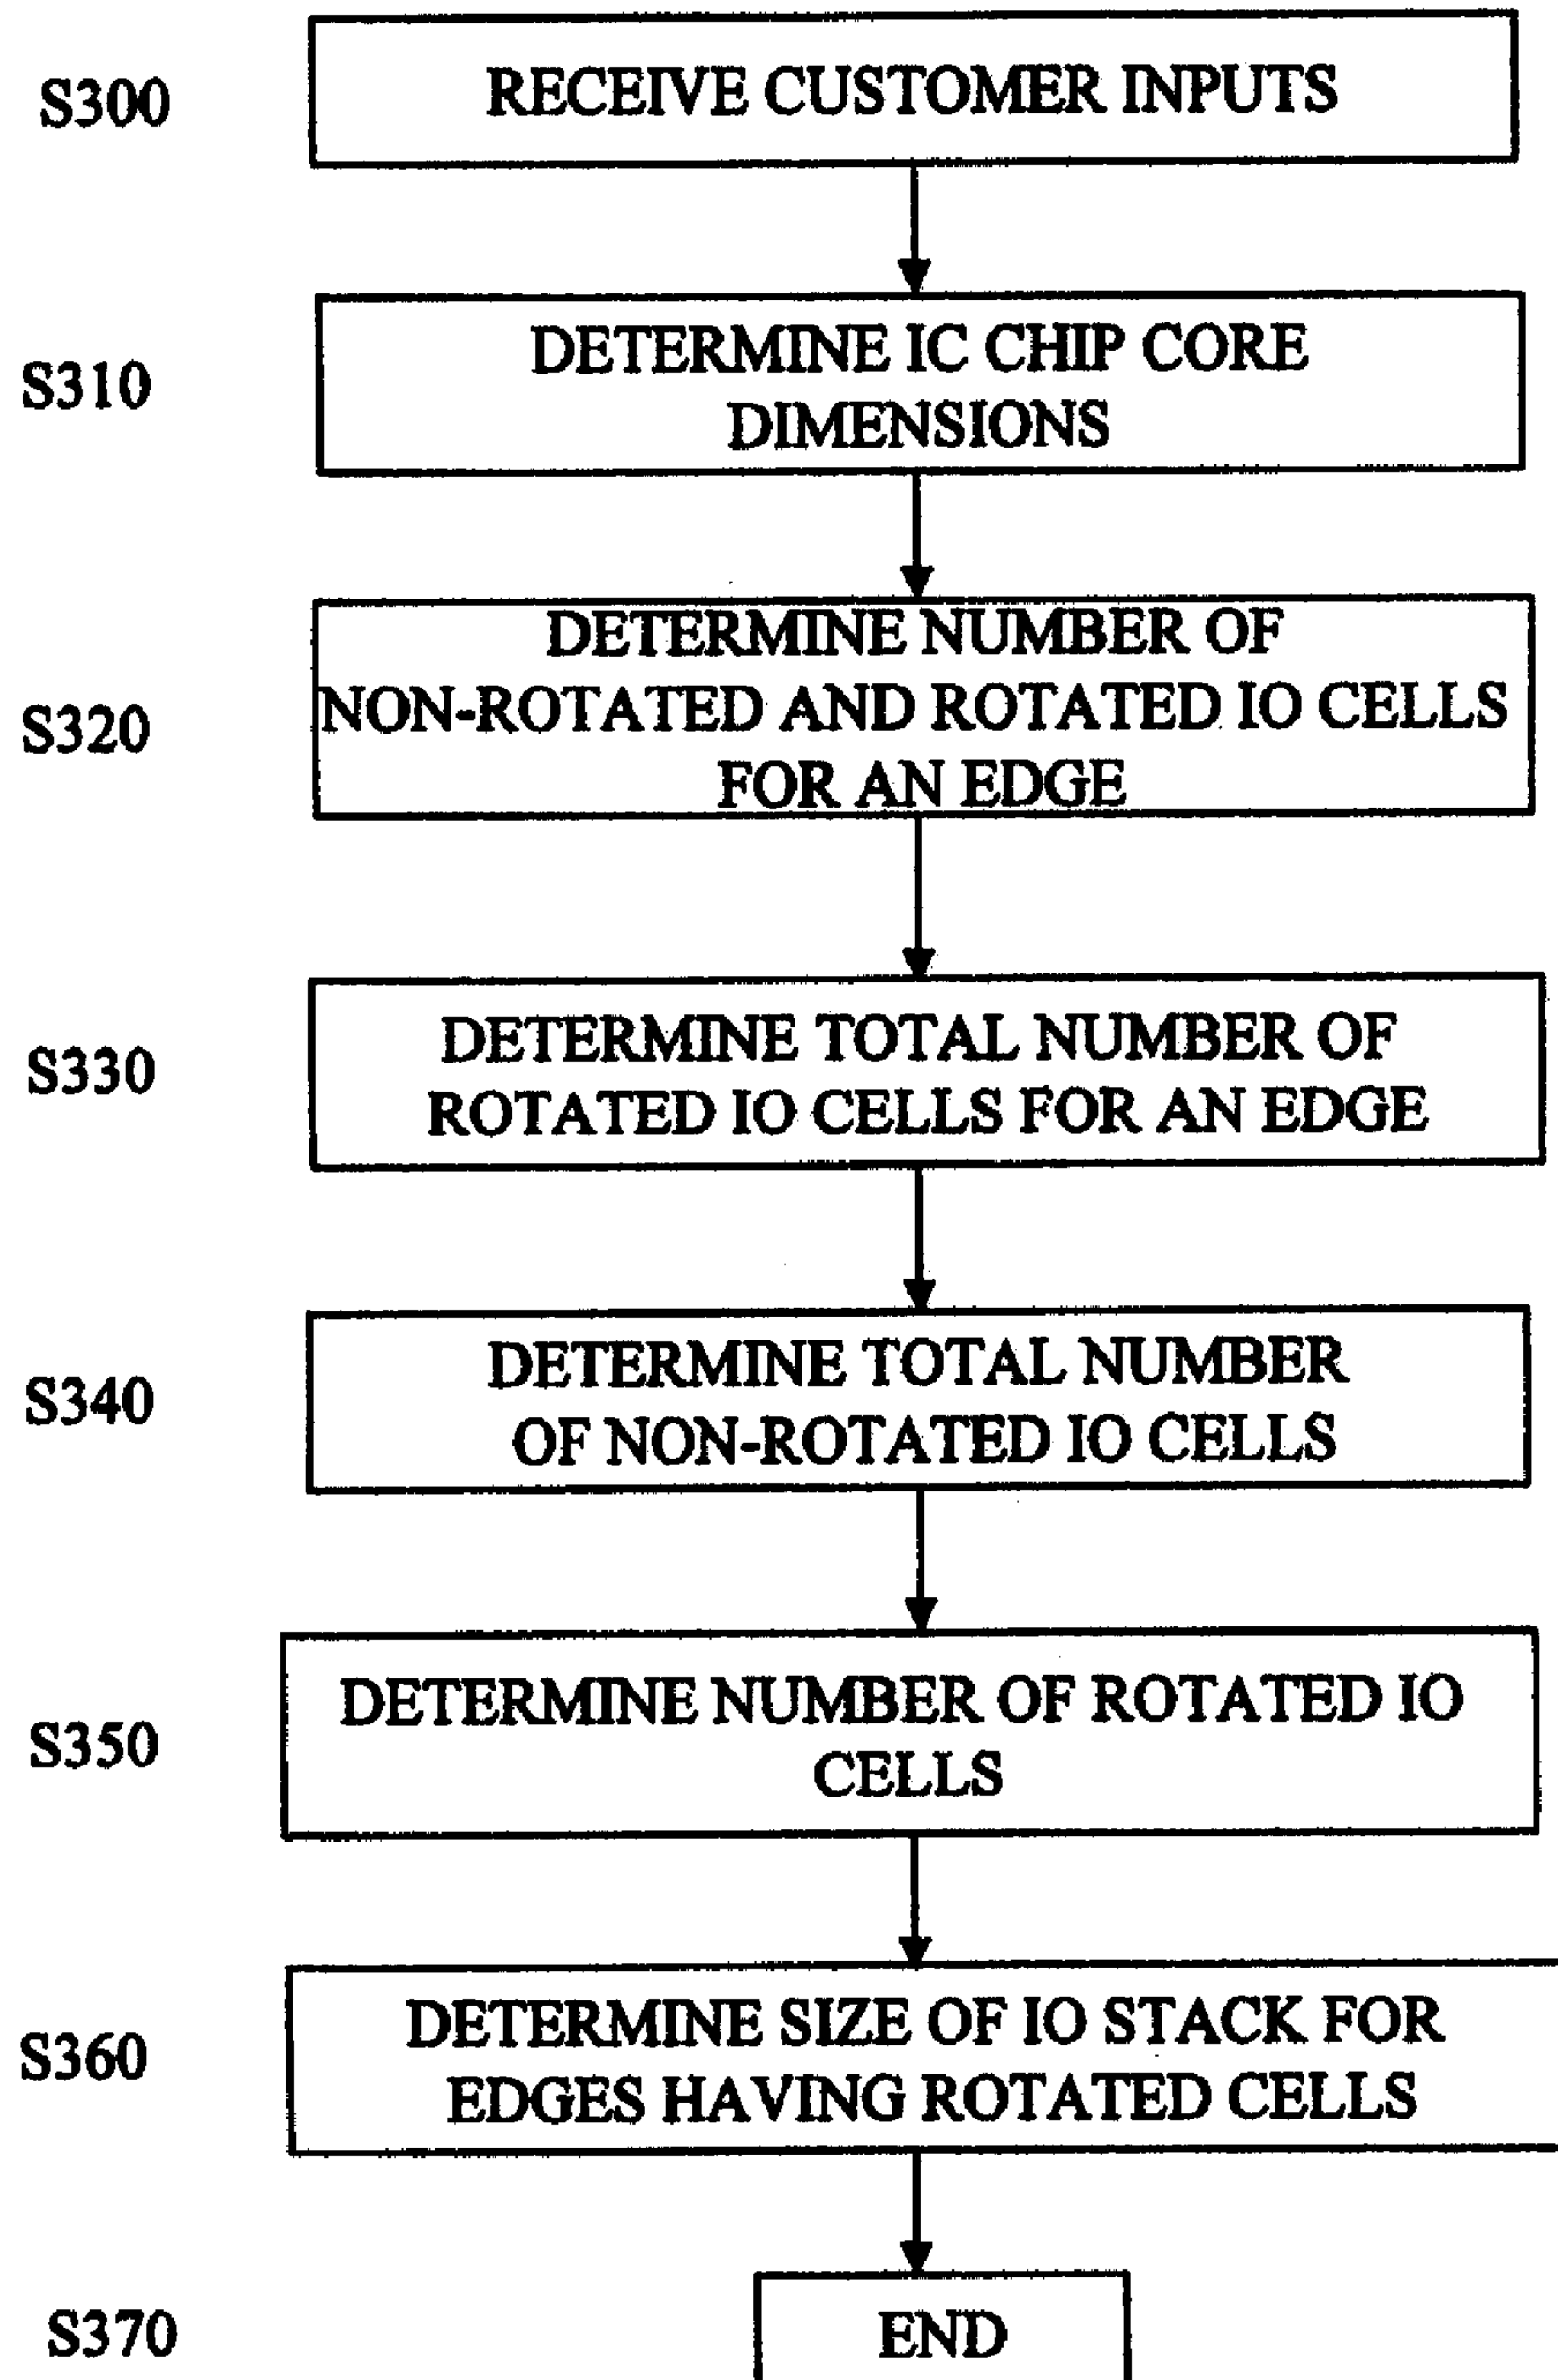 S300
RECEIVE CUSTOMER INPUTS
S310
DETERMINE IC CHIP CORE
DIMENSIONS
S320
DETERMINE NUMBER OF
NON-ROTATED AND ROTATED IO CELLS
FOR AN EDGE
S330
DETERMINE TOTAL NUMBER OF
ROTATED IO CELLS FOR AN EDGE
S340
DETERMINE TOTAL NUMBER
OF NON-ROTATED IO CELLS
S350
DETERMINE NUMBER OF ROTATED IO
CELLS
S360
DETERMINE SIZE OF IO STACK FOR
EDGES HAVING ROTATED CELLS
S370
END